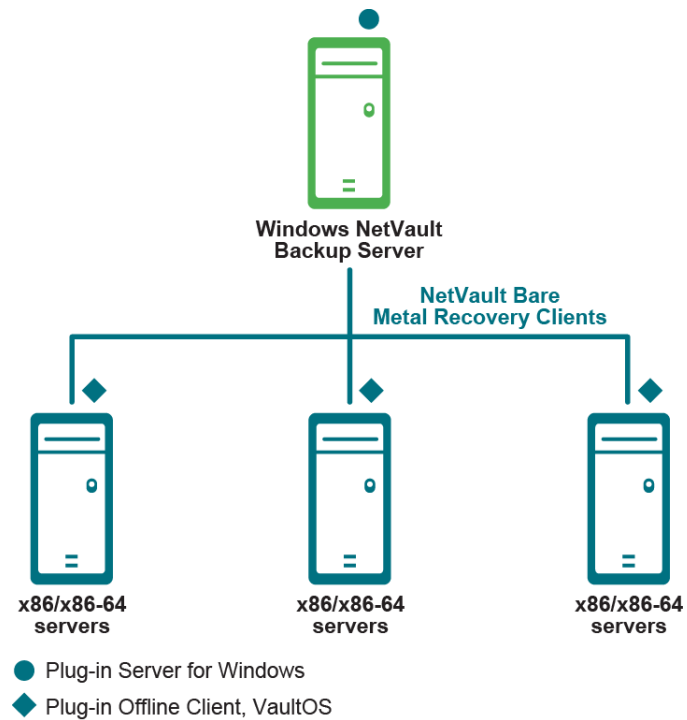 Windows NetVault
Backup Server
NetVault Bare
Metal Recovery Clients
x86/x86-64
servers
x86/x86-64
servers
x86/x86-64
servers
Plug-in Server for Windows
Plug-in Offline Client, VaultOS